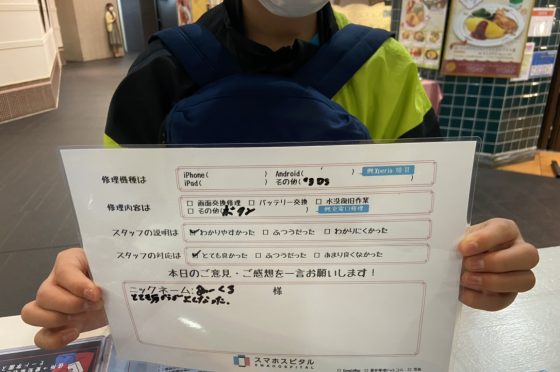 修理機種は
iPhone( ) Android( ) 例 Xperia 10 Ⅱ
iPad( ) その他( 3DS )
修理内容は
□ 画面交換修理 □ バッテリー交換 □ 水没復旧作業
□ その他( ボタン )
スタッフの説明は わかりやすかった □ ふつうだった □ わかりにくかった
スタッフの対応は とても良かった □ ふつうだった □ あまり良くなかった
本日のご意見・ご感想を一言お願いします!
ニックネーム: 様
スマホスピタル
SMAHOSPITAL